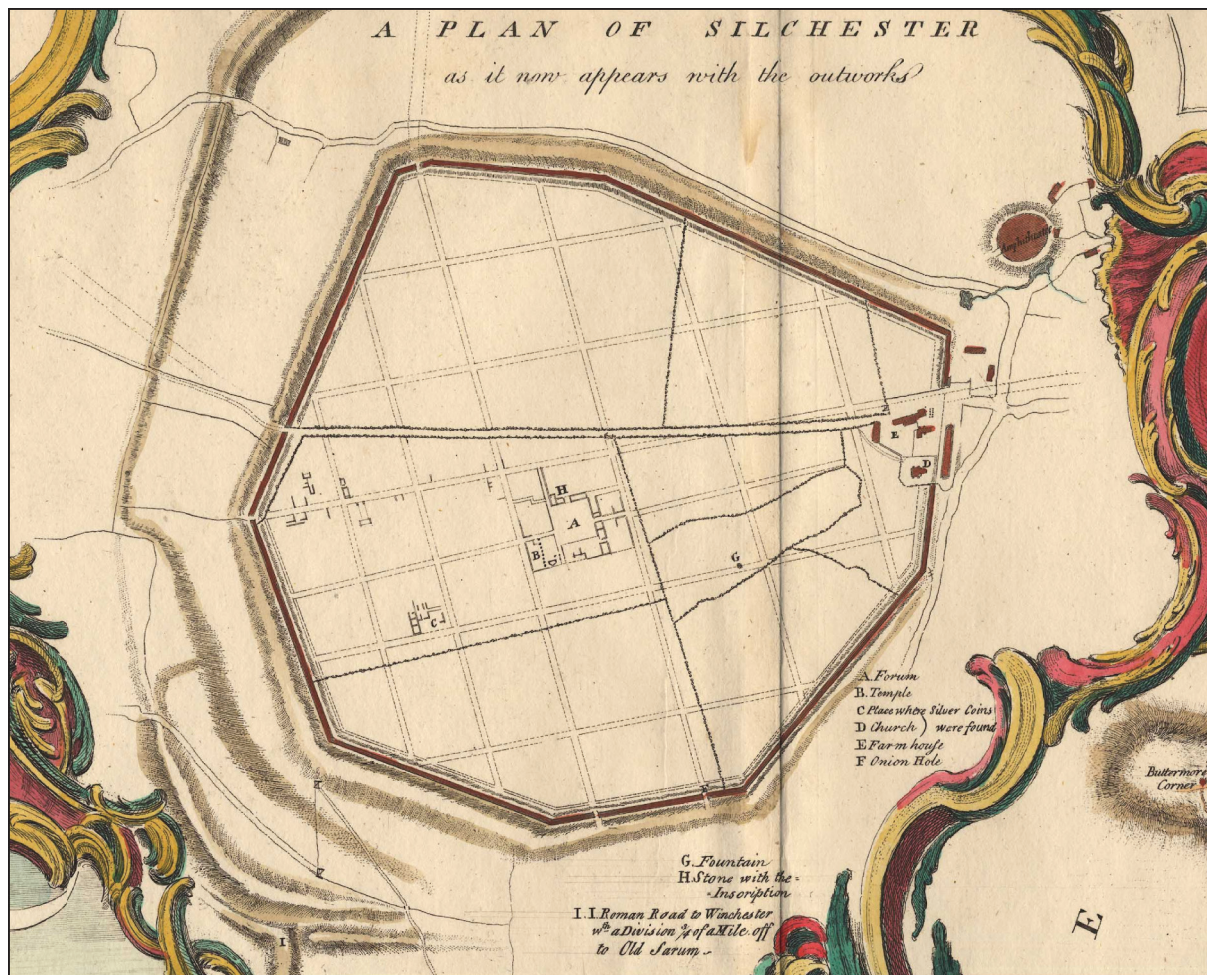 A PLAN OF SILCHESTER
as it now appears with the outworks
Amphitheatre
E
D
H
A
B
G
C
A. Forum
B. Temple
C Place where Silver Coins
D Church ) were found
E Farm house
F Onion Hole
Buttermore
Corner
F
K
G. Fountain
H Stone with the =
= Inscription
I. I. Roman Road to Winchester
wth a Division ¾ of a Mile off
to Old Sarum.
I
E